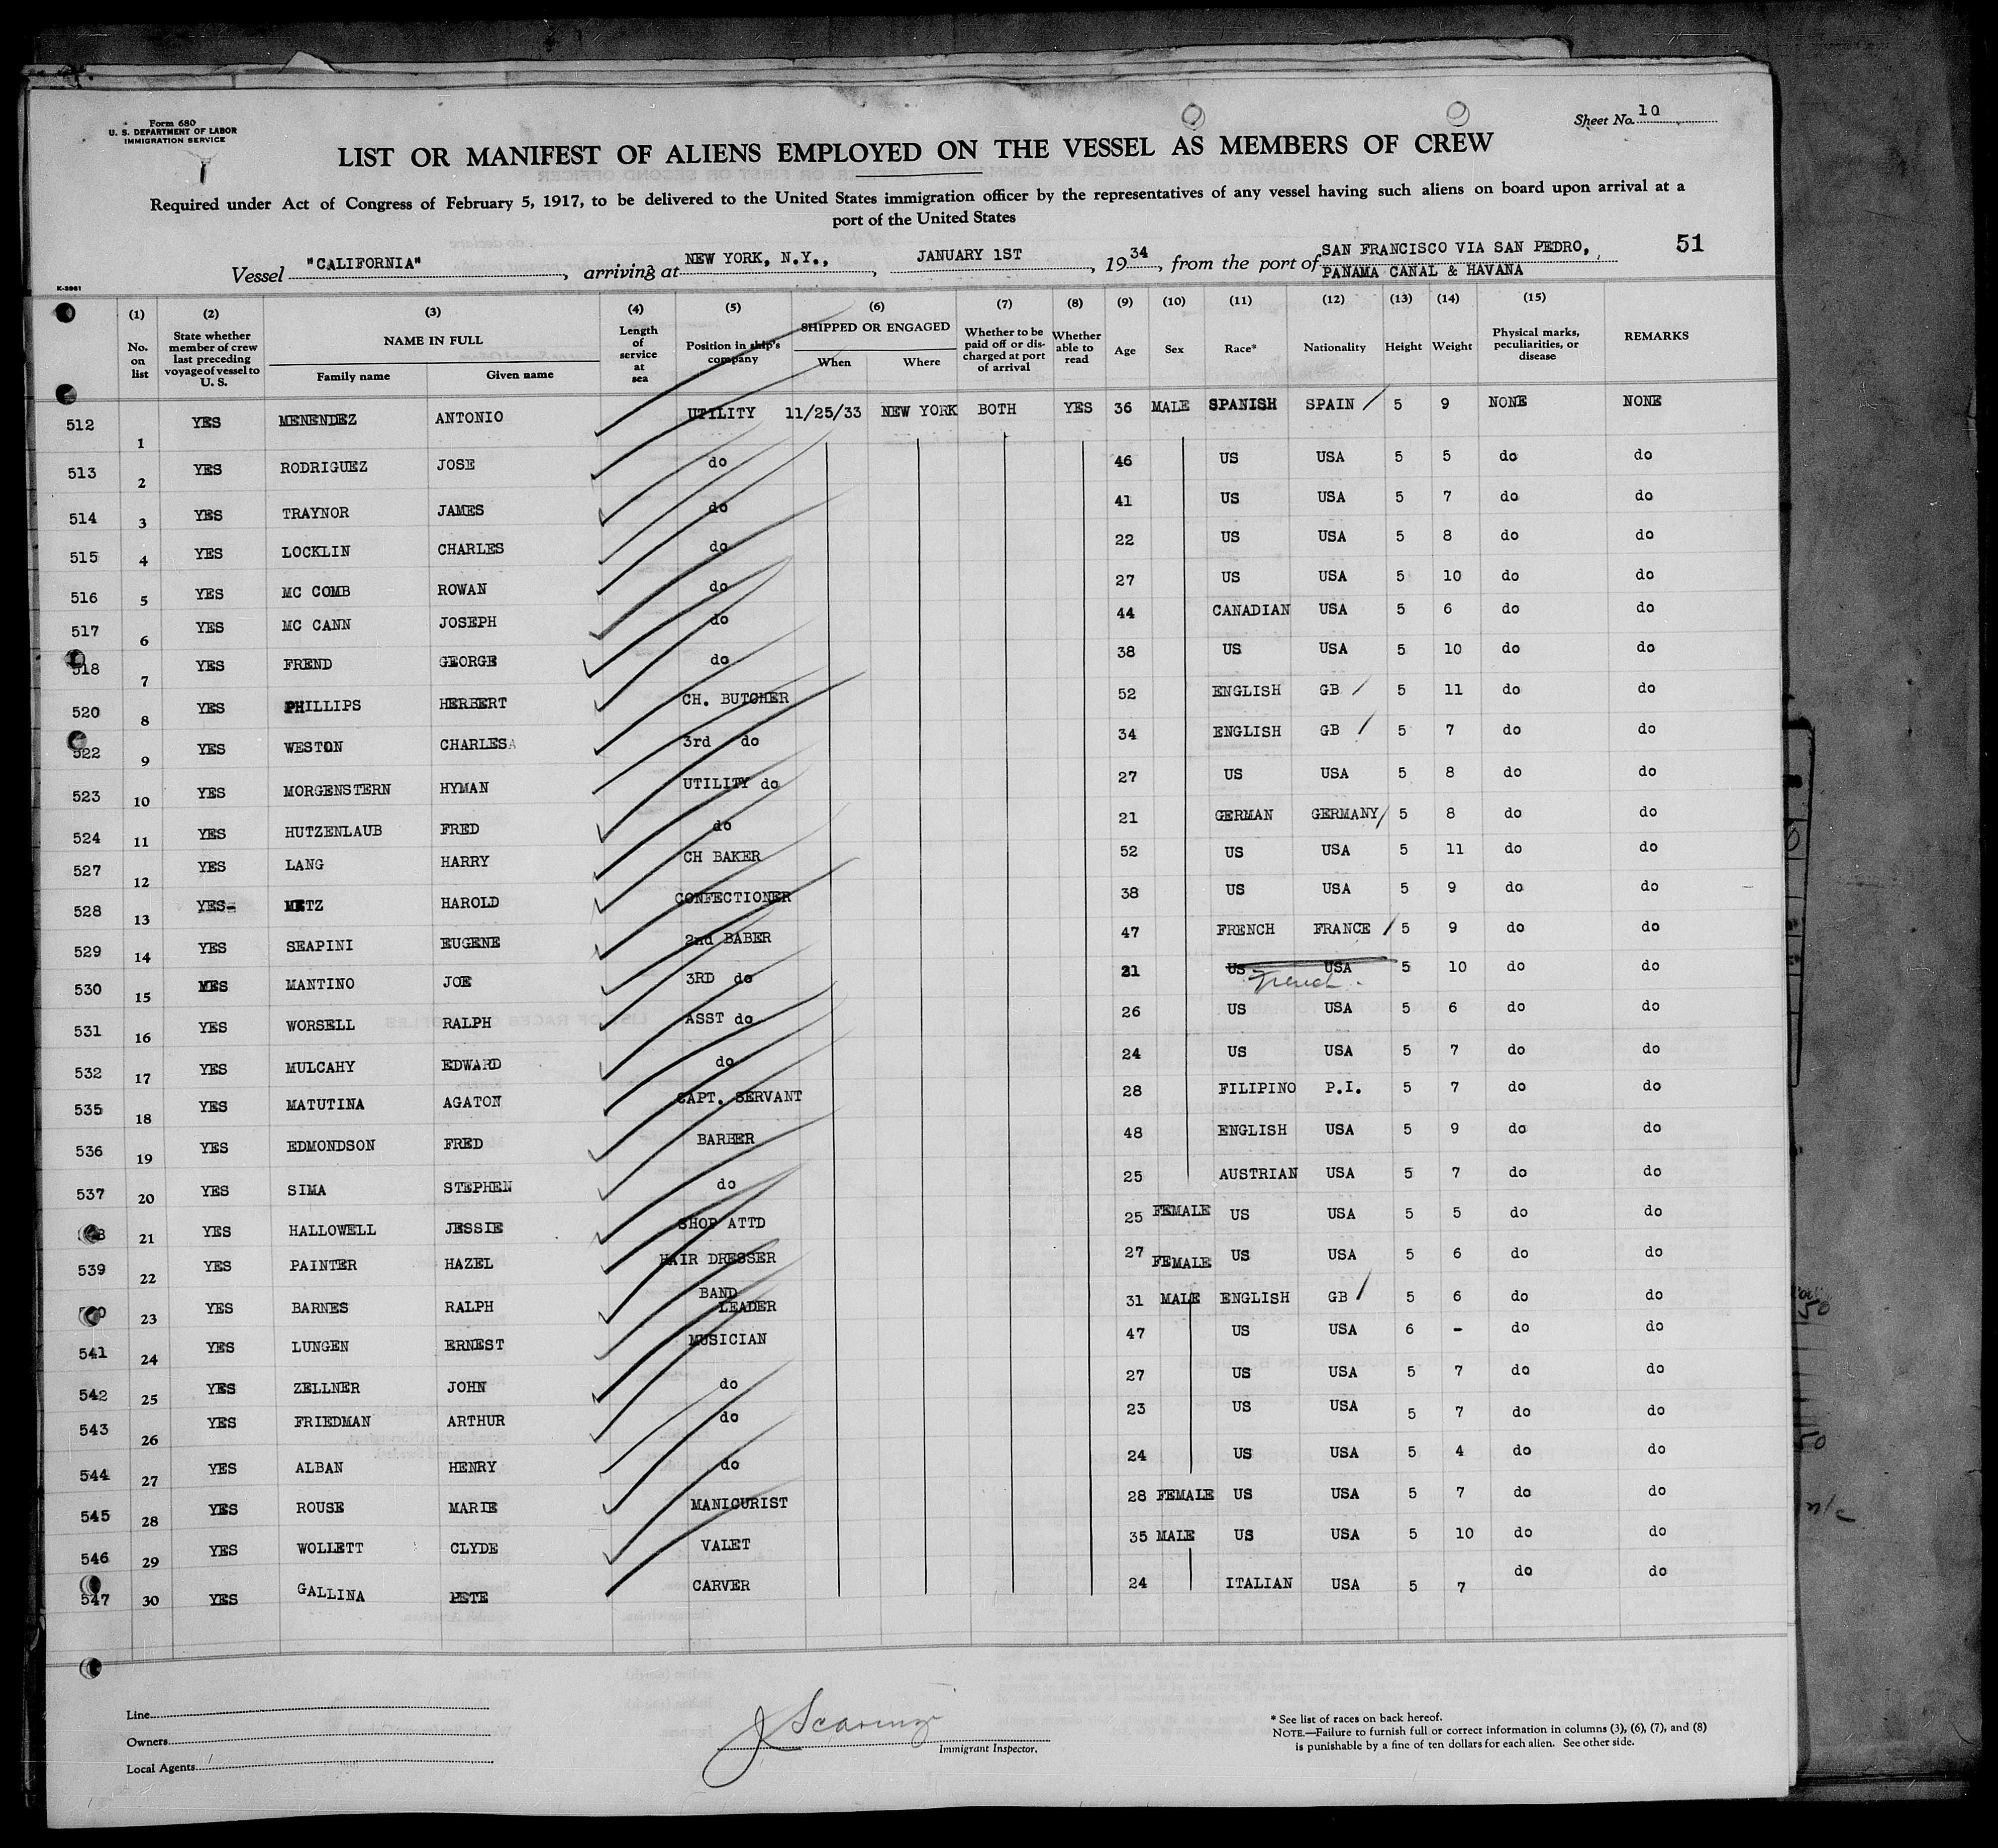 Form 680
U. S. DEPARTMENT OF LABOR
IMMIGRATION SERVICE
Sheet No. 10
LIST OR MANIFEST OF ALIENS EMPLOYED ON THE VESSEL AS MEMBERS OF CREW
Required under Act of Congress of February 5, 1917, to be delivered to the United States immigration officer by the representatives of any vessel having such aliens on board upon arrival at a
port of the United States
51
Vessel "CALIFORNIA", arriving at NEW YORK, N.Y., JANUARY 1ST, 1934, from the port of SAN FRANCISCO VIA SAN PEDRO,
PANAMA CANAL & HAVANA
K-2961
(1) (2) (3) (4) (5) (6) (7) (8) (9) (10) (11) (12) (13) (14) (15)
No. on list State whether member of crew last preceding voyage of vessel to U. S. NAME IN FULL Family name Given name Length of service at sea Position in ship's company SHIPPED OR ENGAGED When Where Whether to be paid off or discharged at port of arrival Whether able to read Age Sex Race* Nationality Height Weight Physical marks, peculiarities, or disease REMARKS
512 1 YES MENENDEZ ANTONIO UTILITY 11/25/33 NEW YORK BOTH YES 36 MALE SPANISH SPAIN 5 9 NONE NONE
513 2 YES RODRIGUEZ JOSE do 46 US USA 5 5 do do
514 3 YES TRAYNOR JAMES do 41 US USA 5 7 do do
515 4 YES LOCKLIN CHARLES do 22 US USA 5 8 do do
516 5 YES MC COMB ROWAN do 27 US USA 5 10 do do
517 6 YES MC CANN JOSEPH do 44 CANADIAN USA 5 6 do do
518 7 YES FREND GEORGE do 38 US USA 5 10 do do
520 8 YES PHILLIPS HERBERT CH. BUTCHER 52 ENGLISH GB 5 11 do do
522 9 YES WESTON CHARLESA 3rd do 34 ENGLISH GB 5 7 do do
523 10 YES MORGENSTERN HYMAN UTILITY do 27 US USA 5 8 do do
524 11 YES HUTZENLAUB FRED do 21 GERMAN GERMANY 5 8 do do
527 12 YES LANG HARRY CH BAKER 52 US USA 5 11 do do
528 13 YES- METZ HAROLD CONFECTIONER 38 US USA 5 9 do do
529 14 YES SEAPINI EUGENE 2nd BABER 47 FRENCH FRANCE 5 9 do do
530 15 YES MANTINO JOE 3RD do 21 US USA French 5 10 do do
531 16 YES WORSELL RALPH ASST do 26 US USA 5 6 do do
532 17 YES MULCAHY EDWARD do 24 US USA 5 7 do do
535 18 YES MATUTINA AGATON CAPT. SERVANT 28 FILIPINO P.I. 5 7 do do
536 19 YES EDMONDSON FRED BARBER 48 ENGLISH USA 5 9 do do
537 20 YES SIMA STEPHEN do 25 AUSTRIAN USA 5 7 do do
21 YES HALLOWELL JESSIE SHOP ATTD 25 FEMALE US USA 5 5 do do
539 22 YES PAINTER HAZEL HAIR DRESSER 27 FEMALE US USA 5 6 do do
23 YES BARNES RALPH BAND LEADER 31 MALE ENGLISH GB 5 6 do do
541 24 YES LUNGEN ERNEST MUSICIAN 47 US USA 6 - do do
542 25 YES ZELLNER JOHN do 27 US USA 5 7 do do
543 26 YES FRIEDMAN ARTHUR do 23 US USA 5 7 do do
544 27 YES ALBAN HENRY do 24 US USA 5 4 do do
545 28 YES ROUSE MARIE MANICURIST 28 FEMALE US USA 5 7 do do
546 29 YES WOLLETT CLYDE VALET 35 MALE US USA 5 10 do do
547 30 YES GALLINA PETE CARVER 24 ITALIAN USA 5 7 do do
Line
Owners
Local Agents
Immigrant Inspector.
* See list of races on back hereof.
NOTE.—Failure to furnish full or correct information in columns (3), (6), (7), and (8)
is punishable by a fine of ten dollars for each alien. See other side.